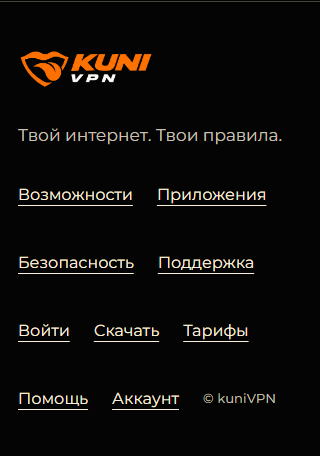 KUNI
VPN
Твой интернет. Твои правила.
Возможности Приложения
Безопасность Поддержка
Войти Скачать Тарифы
Помощь Аккаунт © kuniVPN